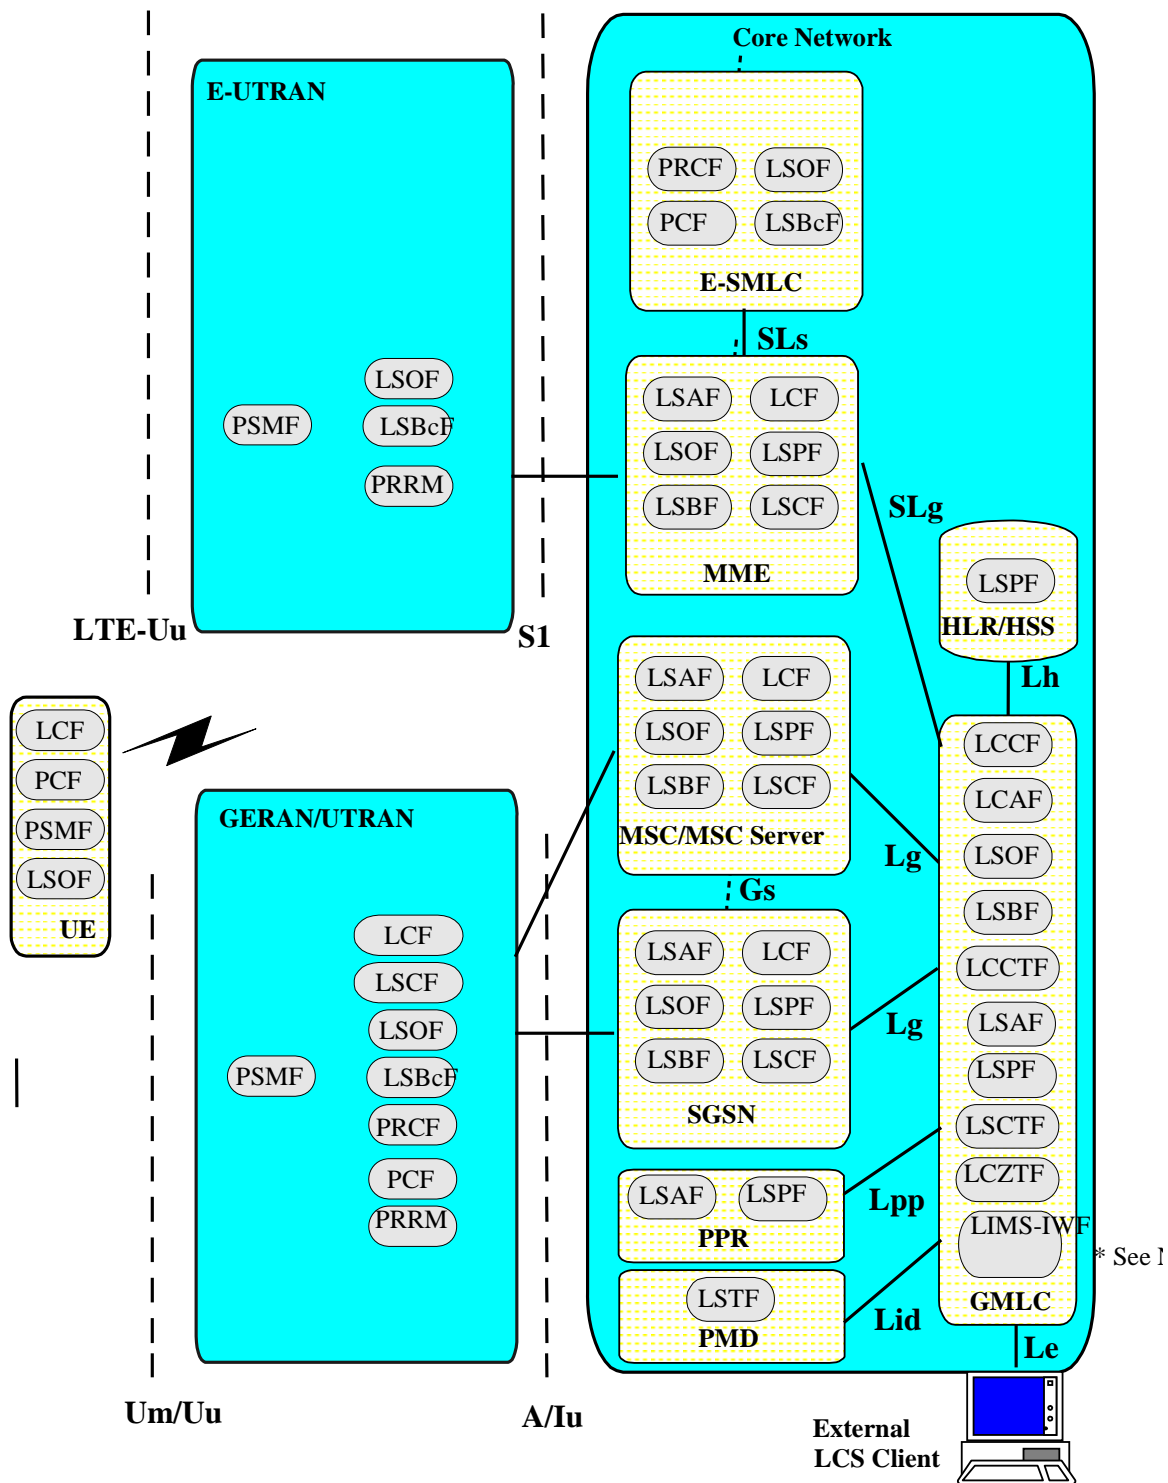 Core Network
E-UTRAN
PRCF LSOF
PCF LSBcF
E-SMLC
SLs
LSOF
PSMF LSBcF
PRRM
LSAF LCF
LSOF LSPF
LSBF LSCF
MME
SLg
LSPF
HLR/HSS
Lh
LTE-Uu
S1
LCF
PCF
PSMF
LSOF
UE
LSAF LCF
LSOF LSPF
LSBF LSCF
MSC/MSC Server
Lg
Gs
GERAN/UTRAN
LCF
LSCF
LSOF
PSMF LSBcF
PRCF
PCF
PRRM
LSAF LCF
LSOF LSPF
LSBF LSCF
SGSN
Lg
LSAF LSPF
PPR
Lpp
LSTF
PMD
Lid
LCCF
LCAF
LSOF
LSBF
LCCTF
LSAF
LSPF
LSCTF
LCZTF
LIMS-IWF
* See N
GMLC
Le
Um/Uu
A/Iu
External
LCS Client